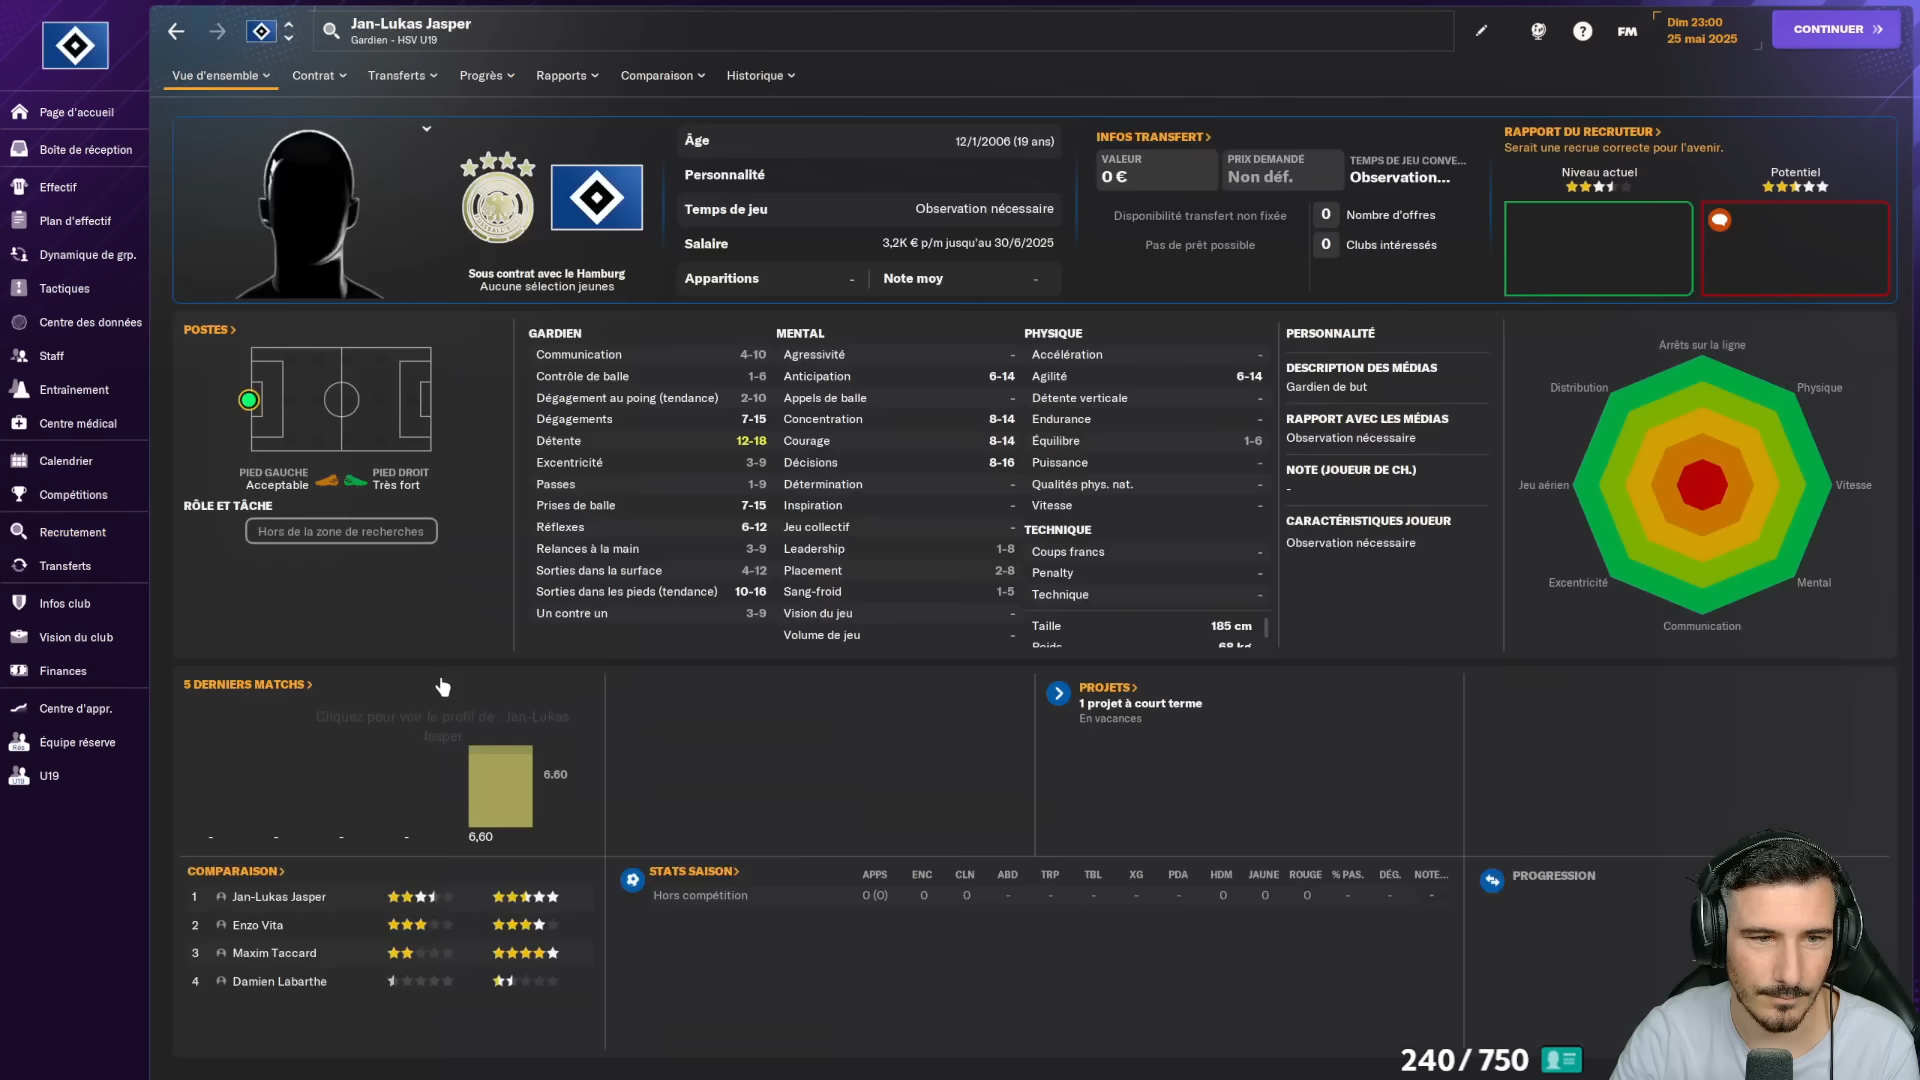 Jan-Lukas Jasper
Gardien - HSV U19
FM
Dim 23:00
25 mai 2025
CONTINUER
Vue d'ensemble
Contrat
Transferts
Progrès
Rapports
Comparaison
Historique
Page d'accueil
Boîte de réception
Effectif
Plan d'effectif
Dynamique de grp.
Tactiques
Centre des données
Staff
Entraînement
Centre médical
Calendrier
Compétitions
Recrutement
Transferts
Infos club
Vision du club
Finances
Centre d'appr.
Équipe réserve
U19
Sous contrat avec le Hamburg
Aucune sélection jeunes
Âge 12/1/2006 (19 ans)
Personnalité
Temps de jeu Observation nécessaire
Salaire 3,2K € p/m jusqu'au 30/6/2025
Apparitions - Note moy -
INFOS TRANSFERT >
VALEUR
0 €
PRIX DEMANDÉ
Non déf.
TEMPS DE JEU CONVE...
Observation...
Disponibilité transfert non fixée
Pas de prêt possible
0 Nombre d'offres
0 Clubs intéressés
RAPPORT DU RECRUTEUR >
Serait une recrue correcte pour l'avenir.
Niveau actuel
Potentiel
POSTES >
PIED GAUCHE
Acceptable
PIED DROIT
Très fort
RÔLE ET TÂCHE
Hors de la zone de recherches
GARDIEN
Communication 4-10
Contrôle de balle 1-6
Dégagement au poing (tendance) 2-10
Dégagements 7-15
Détente 12-18
Excentricité 3-9
Passes 1-9
Prises de balle 7-15
Réflexes 6-12
Relances à la main 3-9
Sorties dans la surface 4-12
Sorties dans les pieds (tendance) 10-16
Un contre un 3-9
MENTAL
Agressivité -
Anticipation 6-14
Appels de balle -
Concentration 8-14
Courage 8-14
Décisions 8-16
Détermination -
Inspiration -
Jeu collectif -
Leadership 1-8
Placement 2-8
Sang-froid 1-5
Vision du jeu -
Volume de jeu -
PHYSIQUE
Accélération -
Agilité 6-14
Détente verticale -
Endurance -
Équilibre 1-6
Puissance -
Qualités phys. nat. -
Vitesse -
TECHNIQUE
Coups francs -
Penalty -
Technique -
Taille 185 cm
Poids 68 kg
PERSONNALITÉ
DESCRIPTION DES MÉDIAS
Gardien de but
RAPPORT AVEC LES MÉDIAS
Observation nécessaire
NOTE (JOUEUR DE CH.)
-
CARACTÉRISTIQUES JOUEUR
Observation nécessaire
Arrêts sur la ligne
Distribution
Physique
Jeu aérien
Vitesse
Excentricité
Mental
Communication
5 DERNIERS MATCHS >
Cliquez pour voir le profil de . Jan-Lukas
Jasper
6.60
- - - - 6,60
PROJETS >
1 projet à court terme
En vacances
COMPARAISON >
1 Jan-Lukas Jasper
2 Enzo Vita
3 Maxim Taccard
4 Damien Labarthe
STATS SAISON > APPS ENC CLN ABD TRP TBL XG PDA HDM JAUNE ROUGE % PAS. DÉG. NOTE...
Hors compétition 0 (0) 0 0 - - - - - 0 0 0 - - -
PROGRESSION
240/750